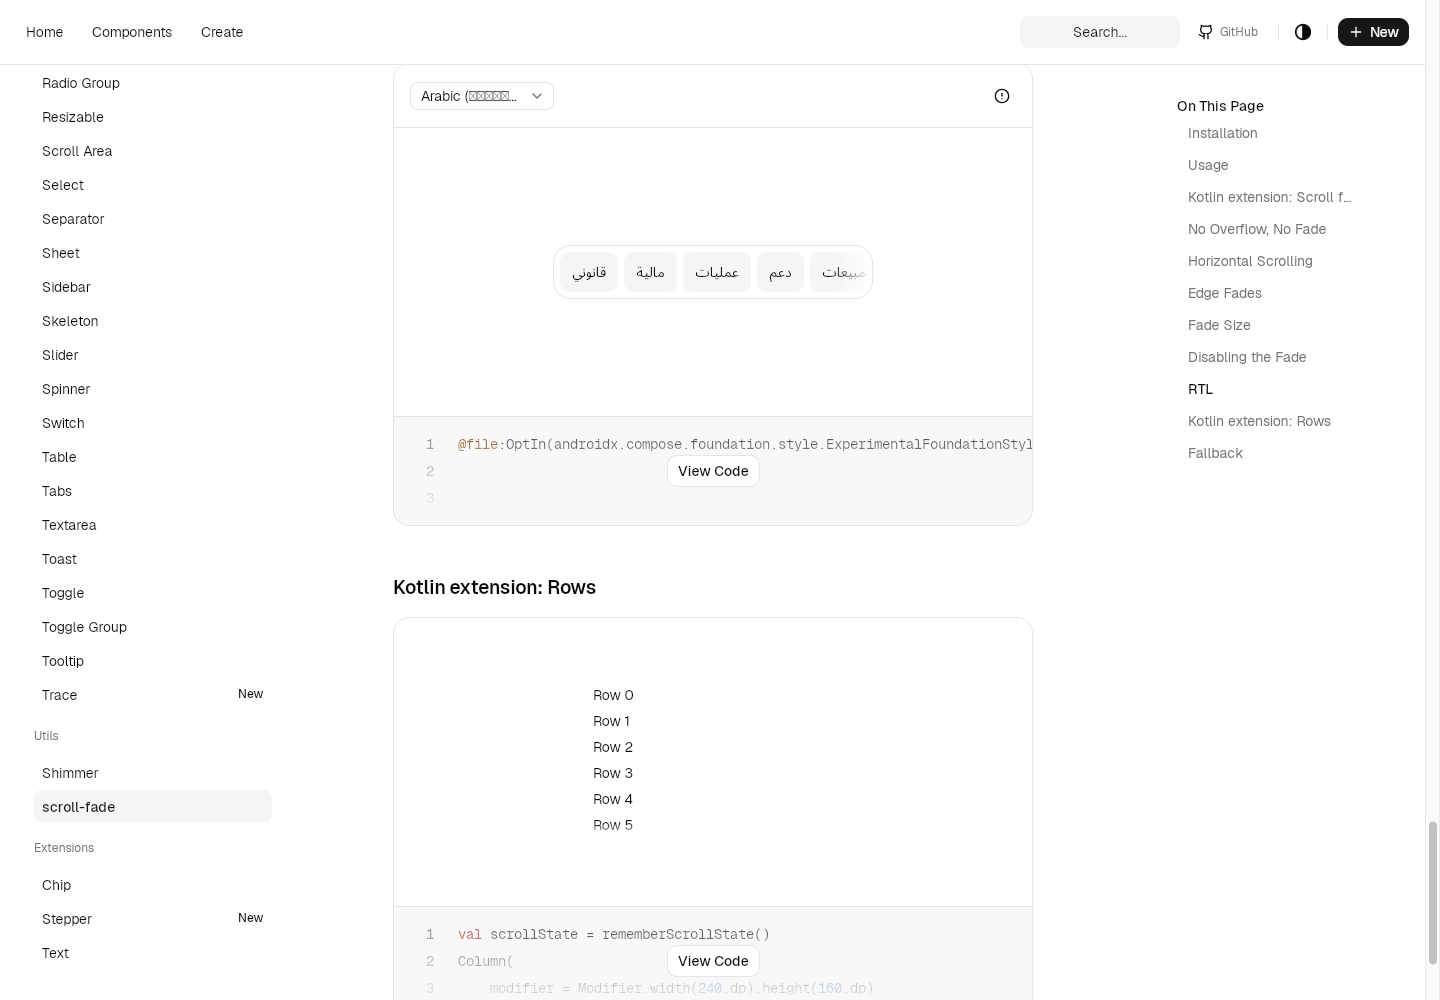 Home Components Create Search... GitHub New
Radio Group
Resizable
Scroll Area
Select
Separator
Sheet
Sidebar
Skeleton
Slider
Spinner
Switch
Table
Tabs
Textarea
Toast
Toggle
Toggle Group
Tooltip
Trace New
Utils
Shimmer
scroll-fade
Extensions
Chip
Stepper New
Text
Arabic (
قانوني مالية عمليات دعم مبيعات
1 @file:OptIn(androidx.compose.foundation.style.ExperimentalFoundationStyl
2
3
View Code
Kotlin extension: Rows
Row 0
Row 1
Row 2
Row 3
Row 4
Row 5
1 val scrollState = rememberScrollState()
2 Column(
3 modifier = Modifier.width(240.dp).height(160.dp)
View Code
On This Page
Installation
Usage
Kotlin extension: Scroll f...
No Overflow, No Fade
Horizontal Scrolling
Edge Fades
Fade Size
Disabling the Fade
RTL
Kotlin extension: Rows
Fallback